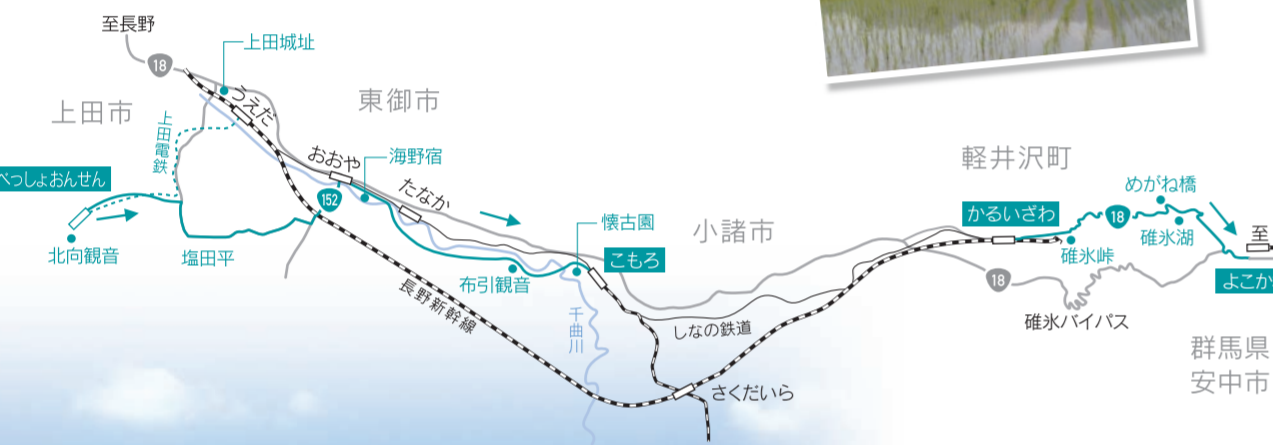 至長野
18
上田城址
うえだ
東御市
上田市
上田電鉄
おおや
海野宿
たなか
152
べっしょおんせん
北向観音
塩田平
懐古園
小諸市
こもろ
布引観音
長野新幹線
千曲川
しなの鉄道
さくだいら
軽井沢町
かるいざわ
めがね橋
18
碓氷湖
碓氷峠
至
よこか
18
碓氷バイパス
群馬県
安中市